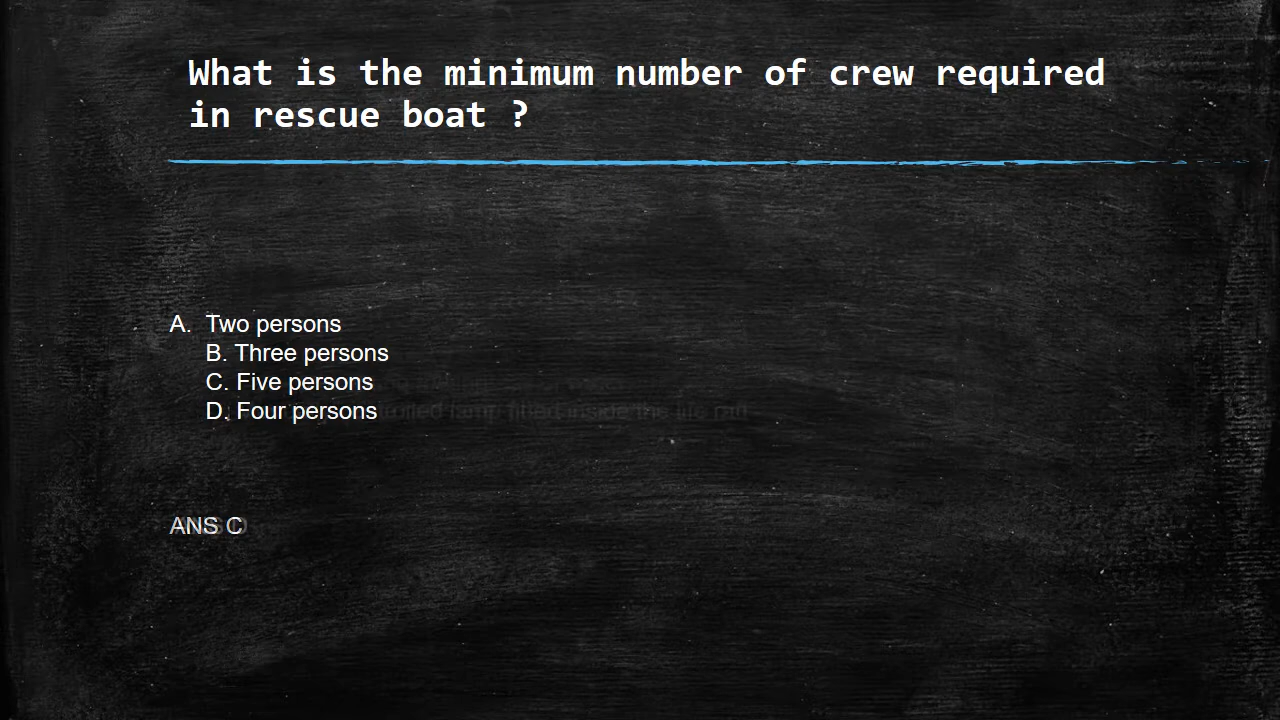 What is the minimum number of crew required
in rescue boat ?
A. Two persons
B. Three persons
C. Five persons
D. Four persons
ANS C